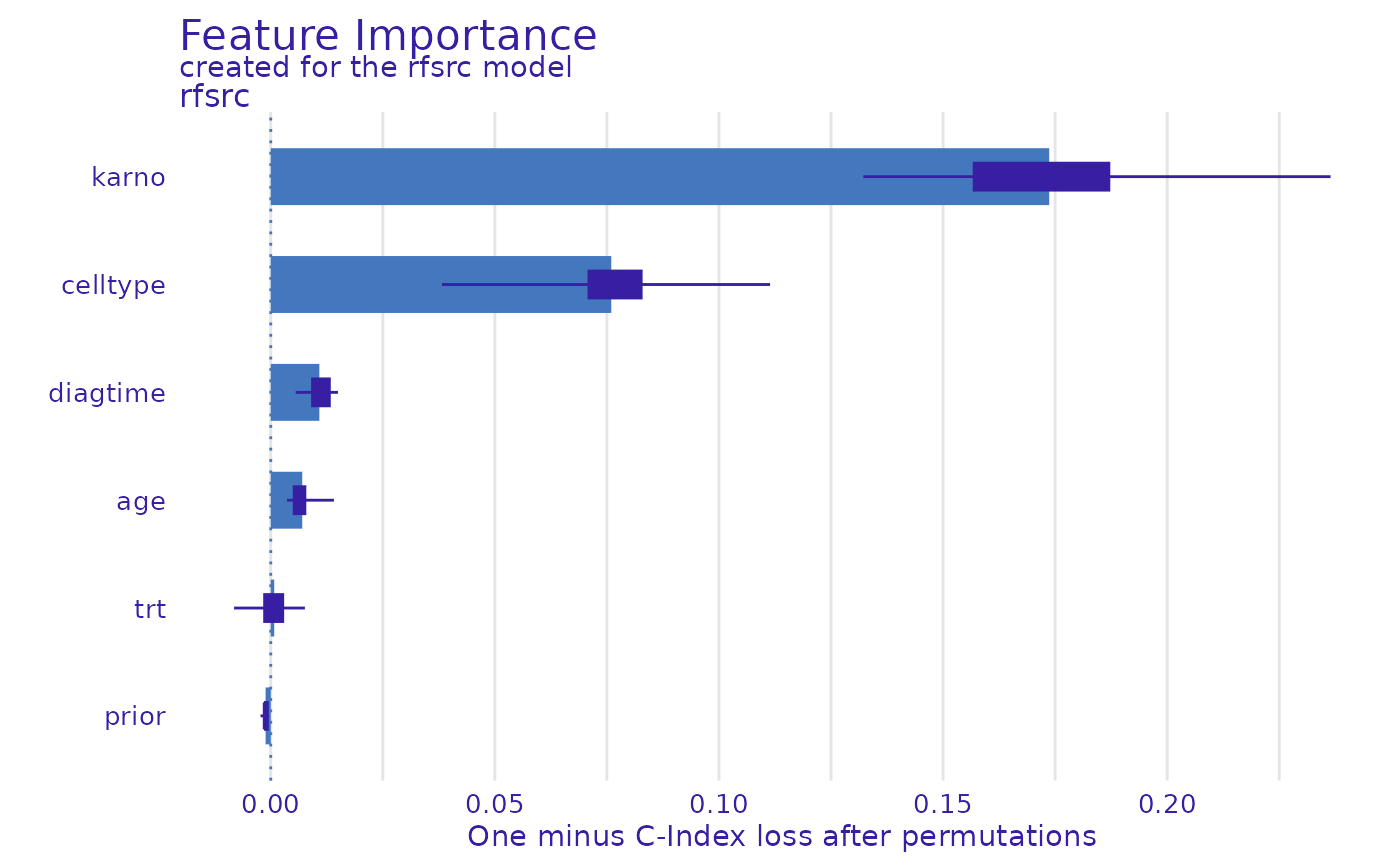 Feature Importance
created for the rfsrc model
rfsrc
karno
celltype
diagtime
age
trt
prior
0.00 0.05 0.10 0.15 0.20
One minus C-Index loss after permutations